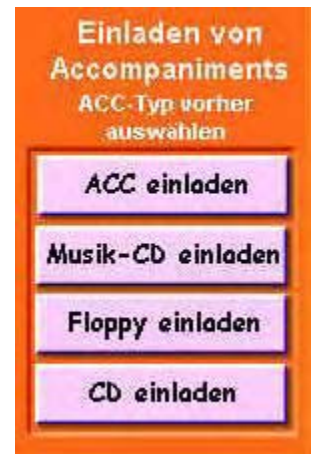 Einladen von
Accompaniments
ACC-Typ vorher
auswählen
ACC einladen
Musik-CD einladen
Floppy einladen
CD einladen